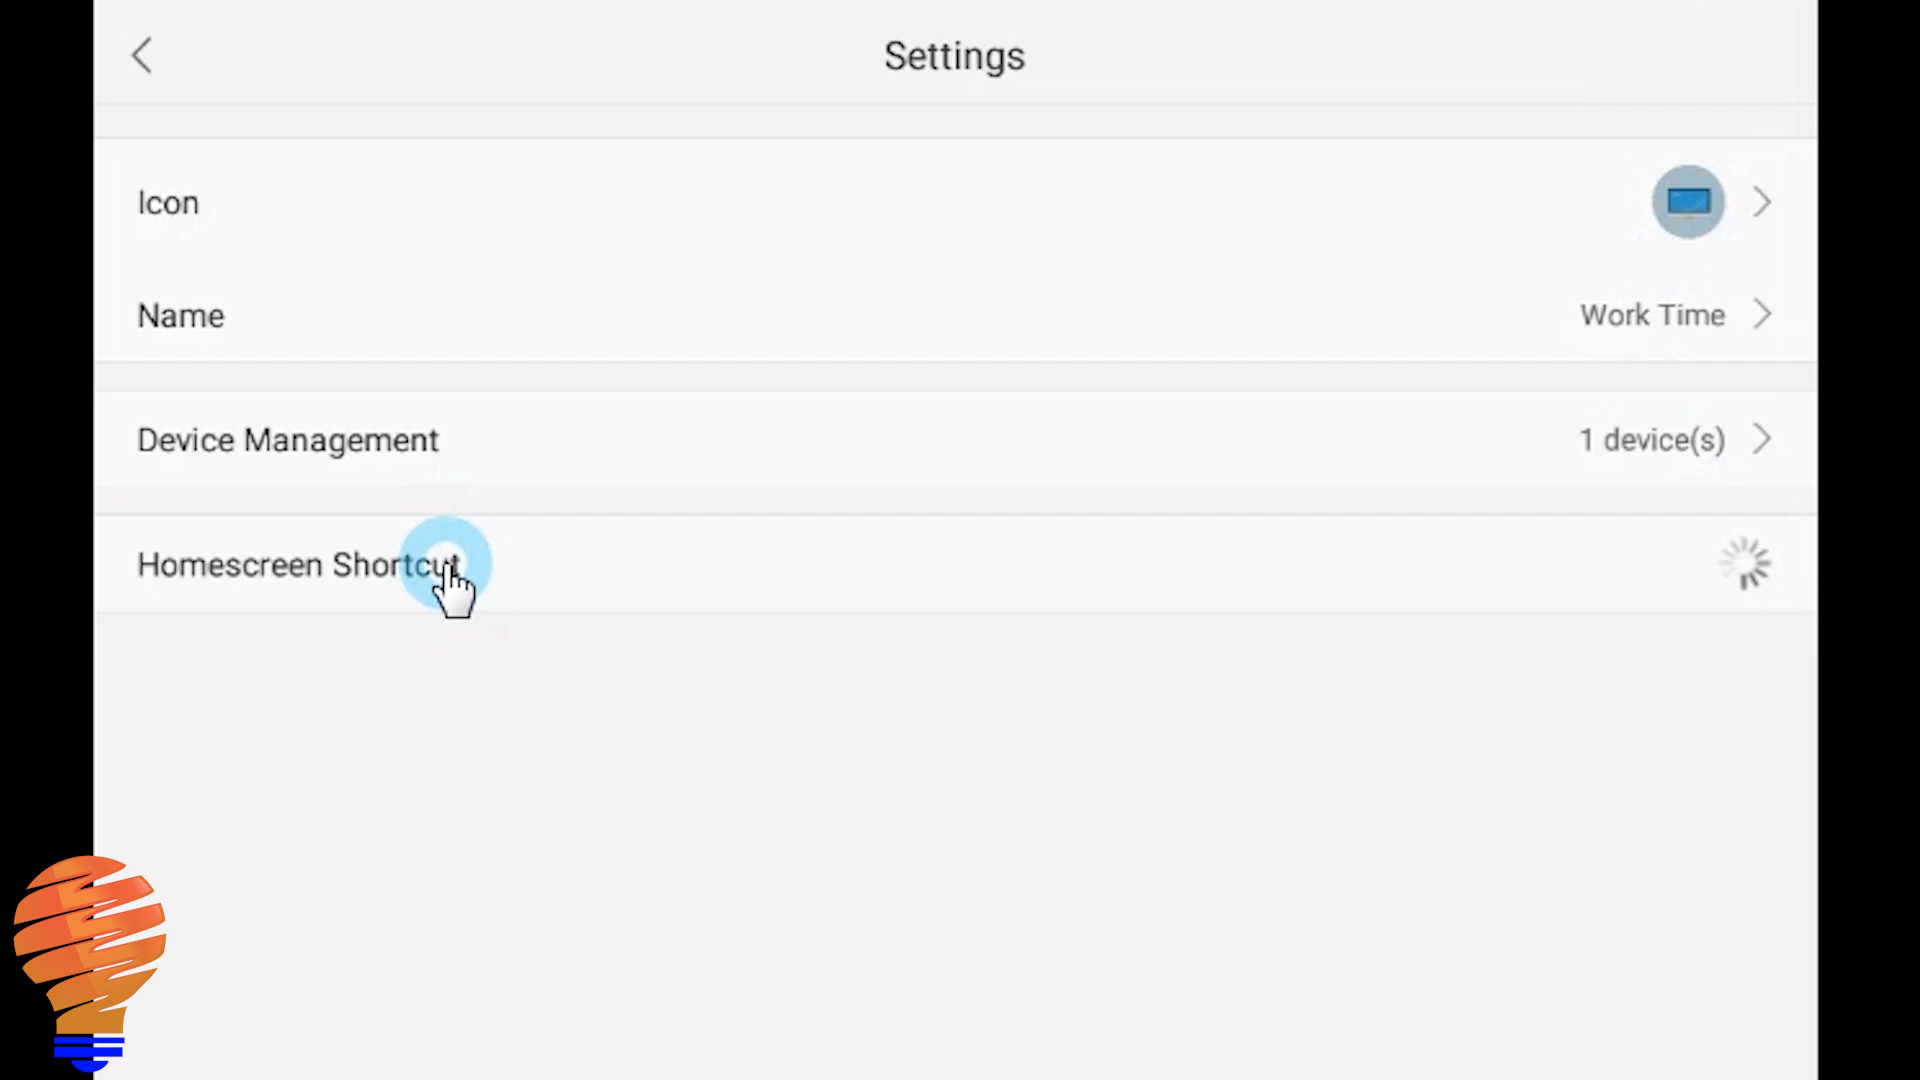 Settings
Icon
Name
Work Time
Device Management
1 device(s)
Homescreen Shortcut